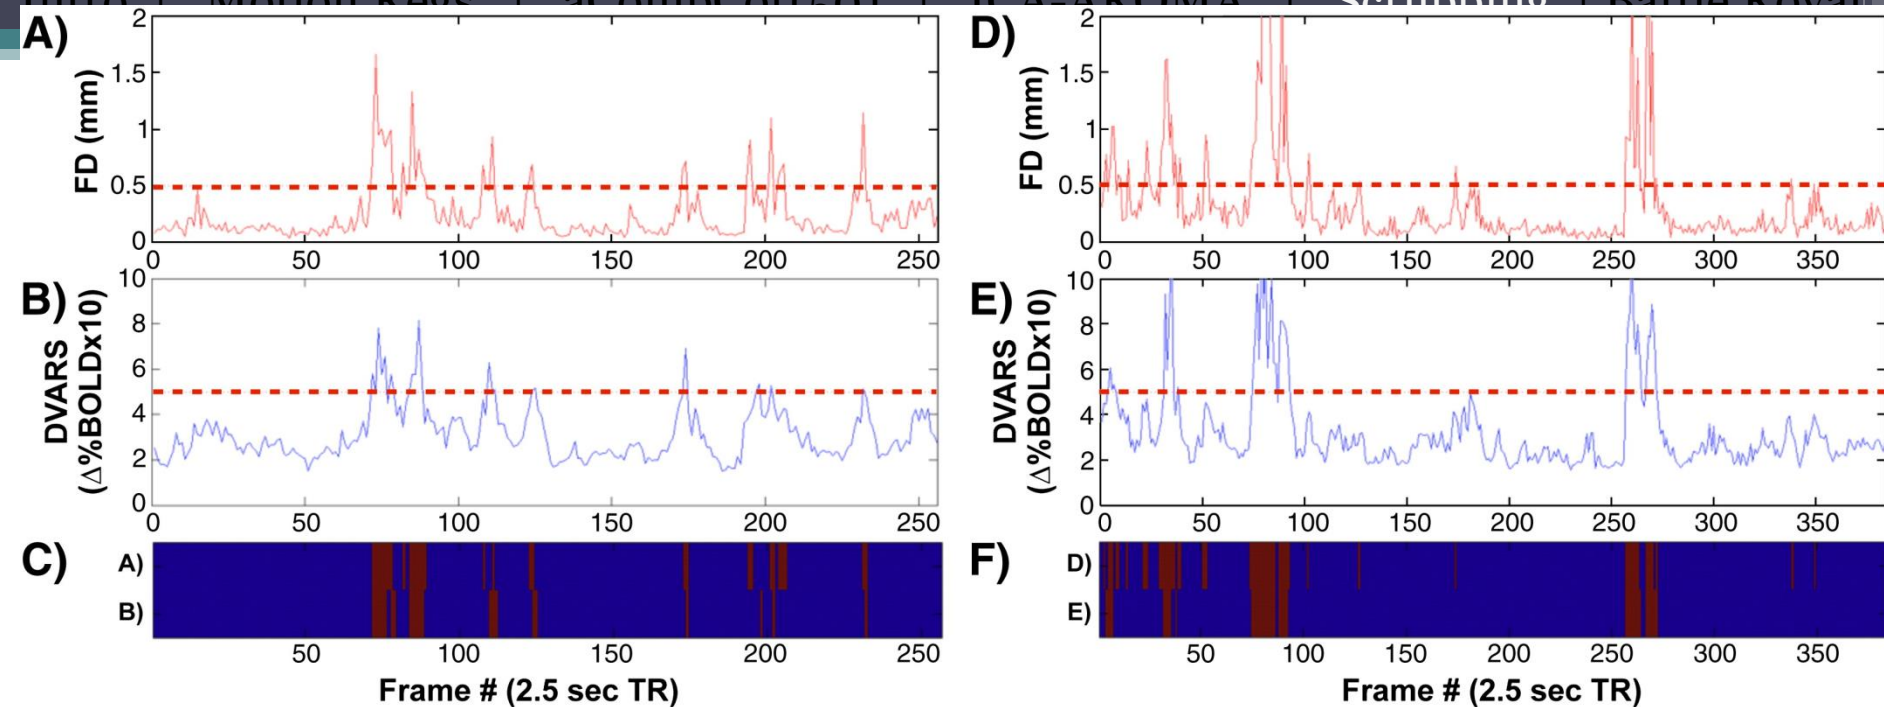 Scrubbing
A)
FD (mm)
2
1.5
1
0.5
0
0 50 100 150 200 250
B)
DVARS
(Δ%BOLDx10)
10
8
6
4
2
0
0 50 100 150 200 250
C)
A)
B)
50 100 150 200 250
Frame # (2.5 sec TR)
D)
FD (mm)
2
1.5
1
0.5
0
0 50 100 150 200 250 300 350
E)
DVARS
(Δ%BOLDx10)
10
8
6
4
2
0
0 50 100 150 200 250 300 350
F)
D)
E)
50 100 150 200 250 300 350
Frame # (2.5 sec TR)